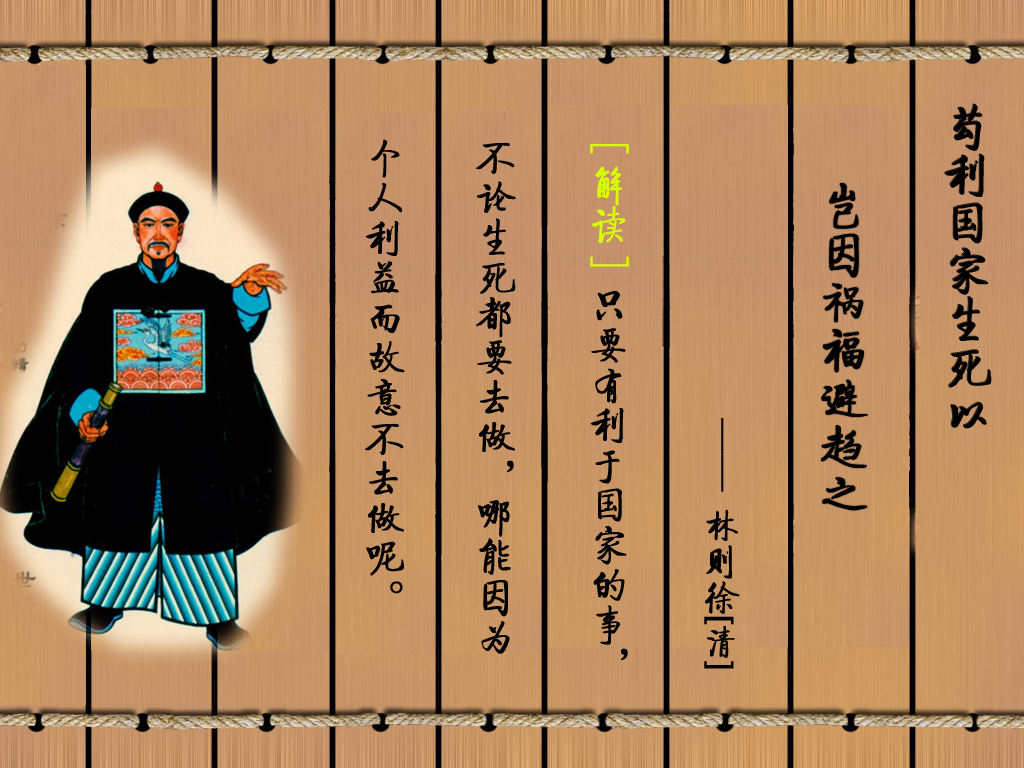 苟利国家生死以
岂因祸福避趋之
——林则徐[清]
[解读]只要有利于国家的事，
不论生死都要去做，哪能因为
个人利益而故意不去做呢。